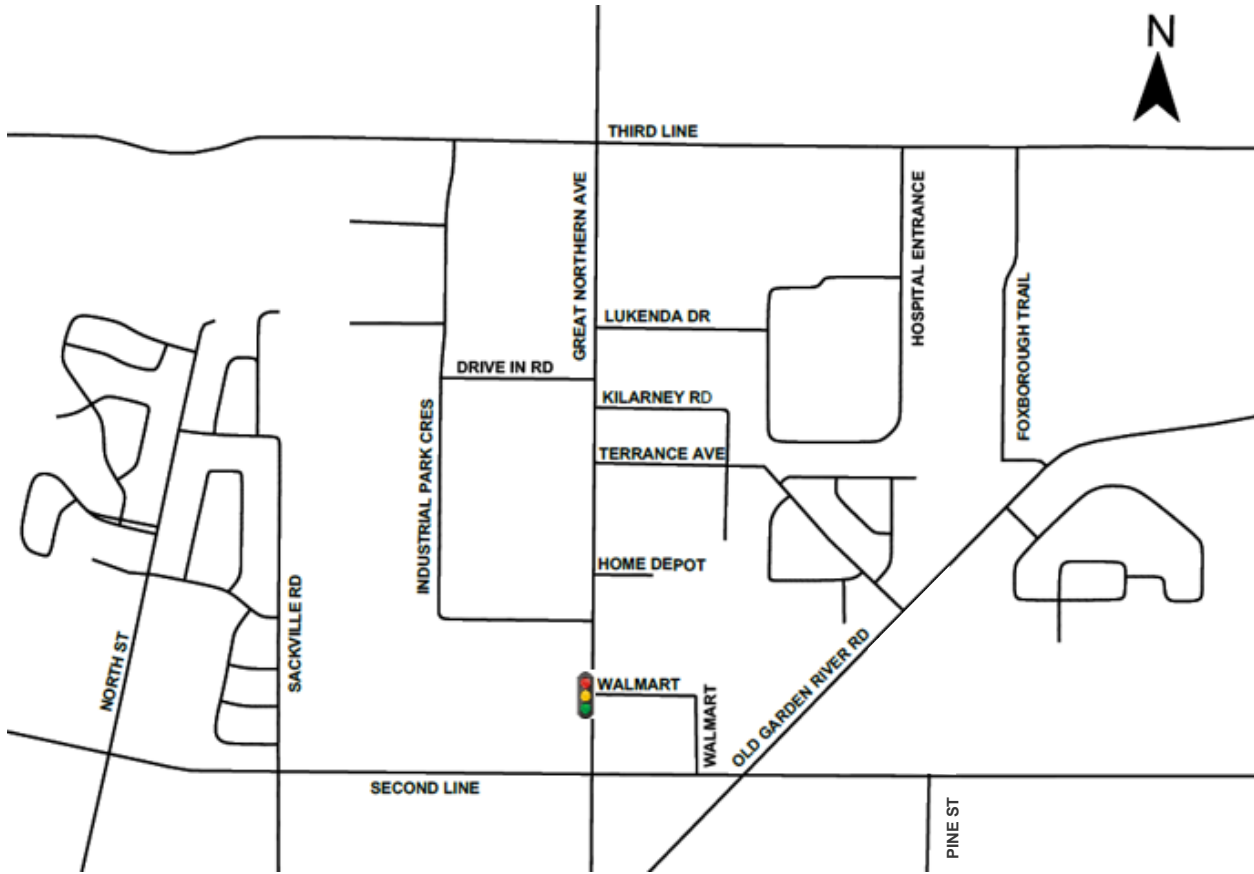 N
THIRD LINE
GREAT NORTHERN AVE
HOSPITAL ENTRANCE
FOXBOROUGH TRAIL
LUKENDA DR
DRIVE IN RD
KILARNEY RD
INDUSTRIAL PARK CRES
TERRANCE AVE
HOME DEPOT
SACKVILLE RD
NORTH ST
WALMART
WALMART
OLD GARDEN RIVER RD
SECOND LINE
PINE ST